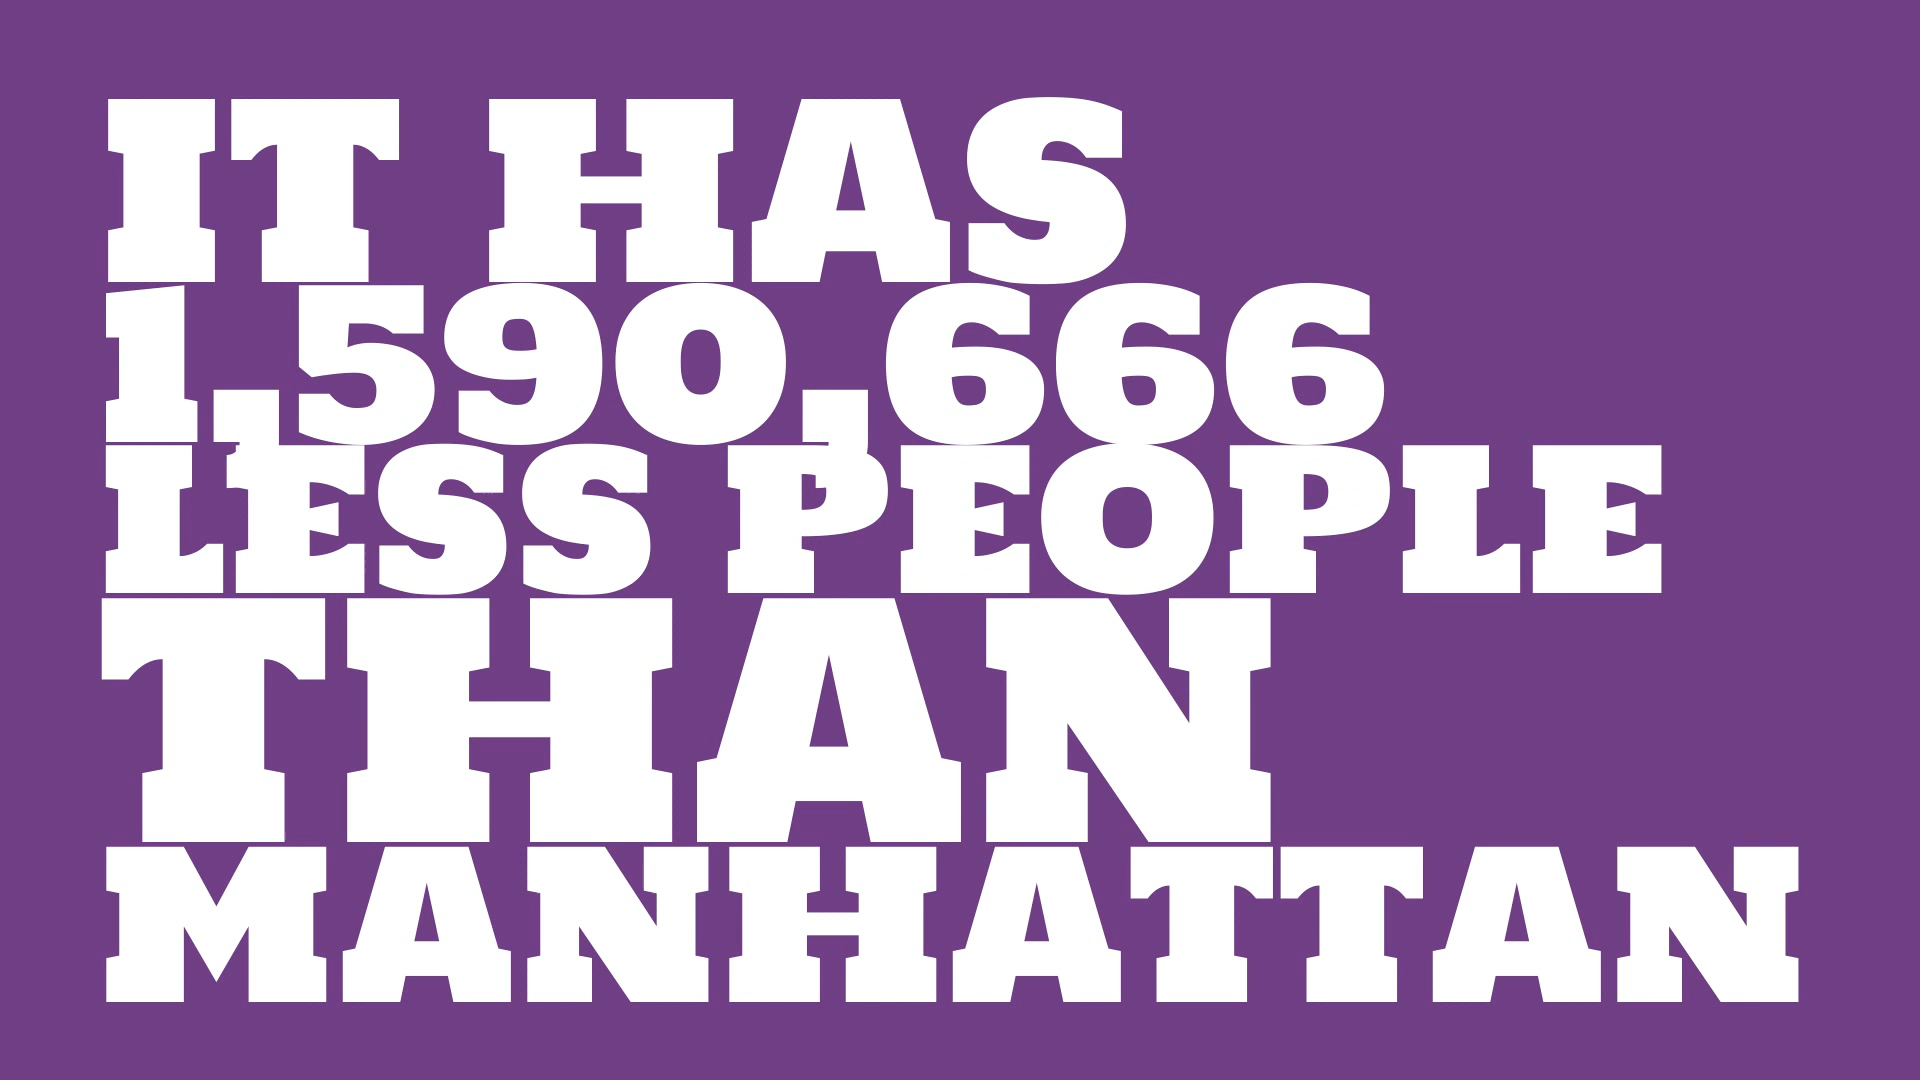 IT HAS
1,590,666
LESS PEOPLE
THAN
MANHATTAN